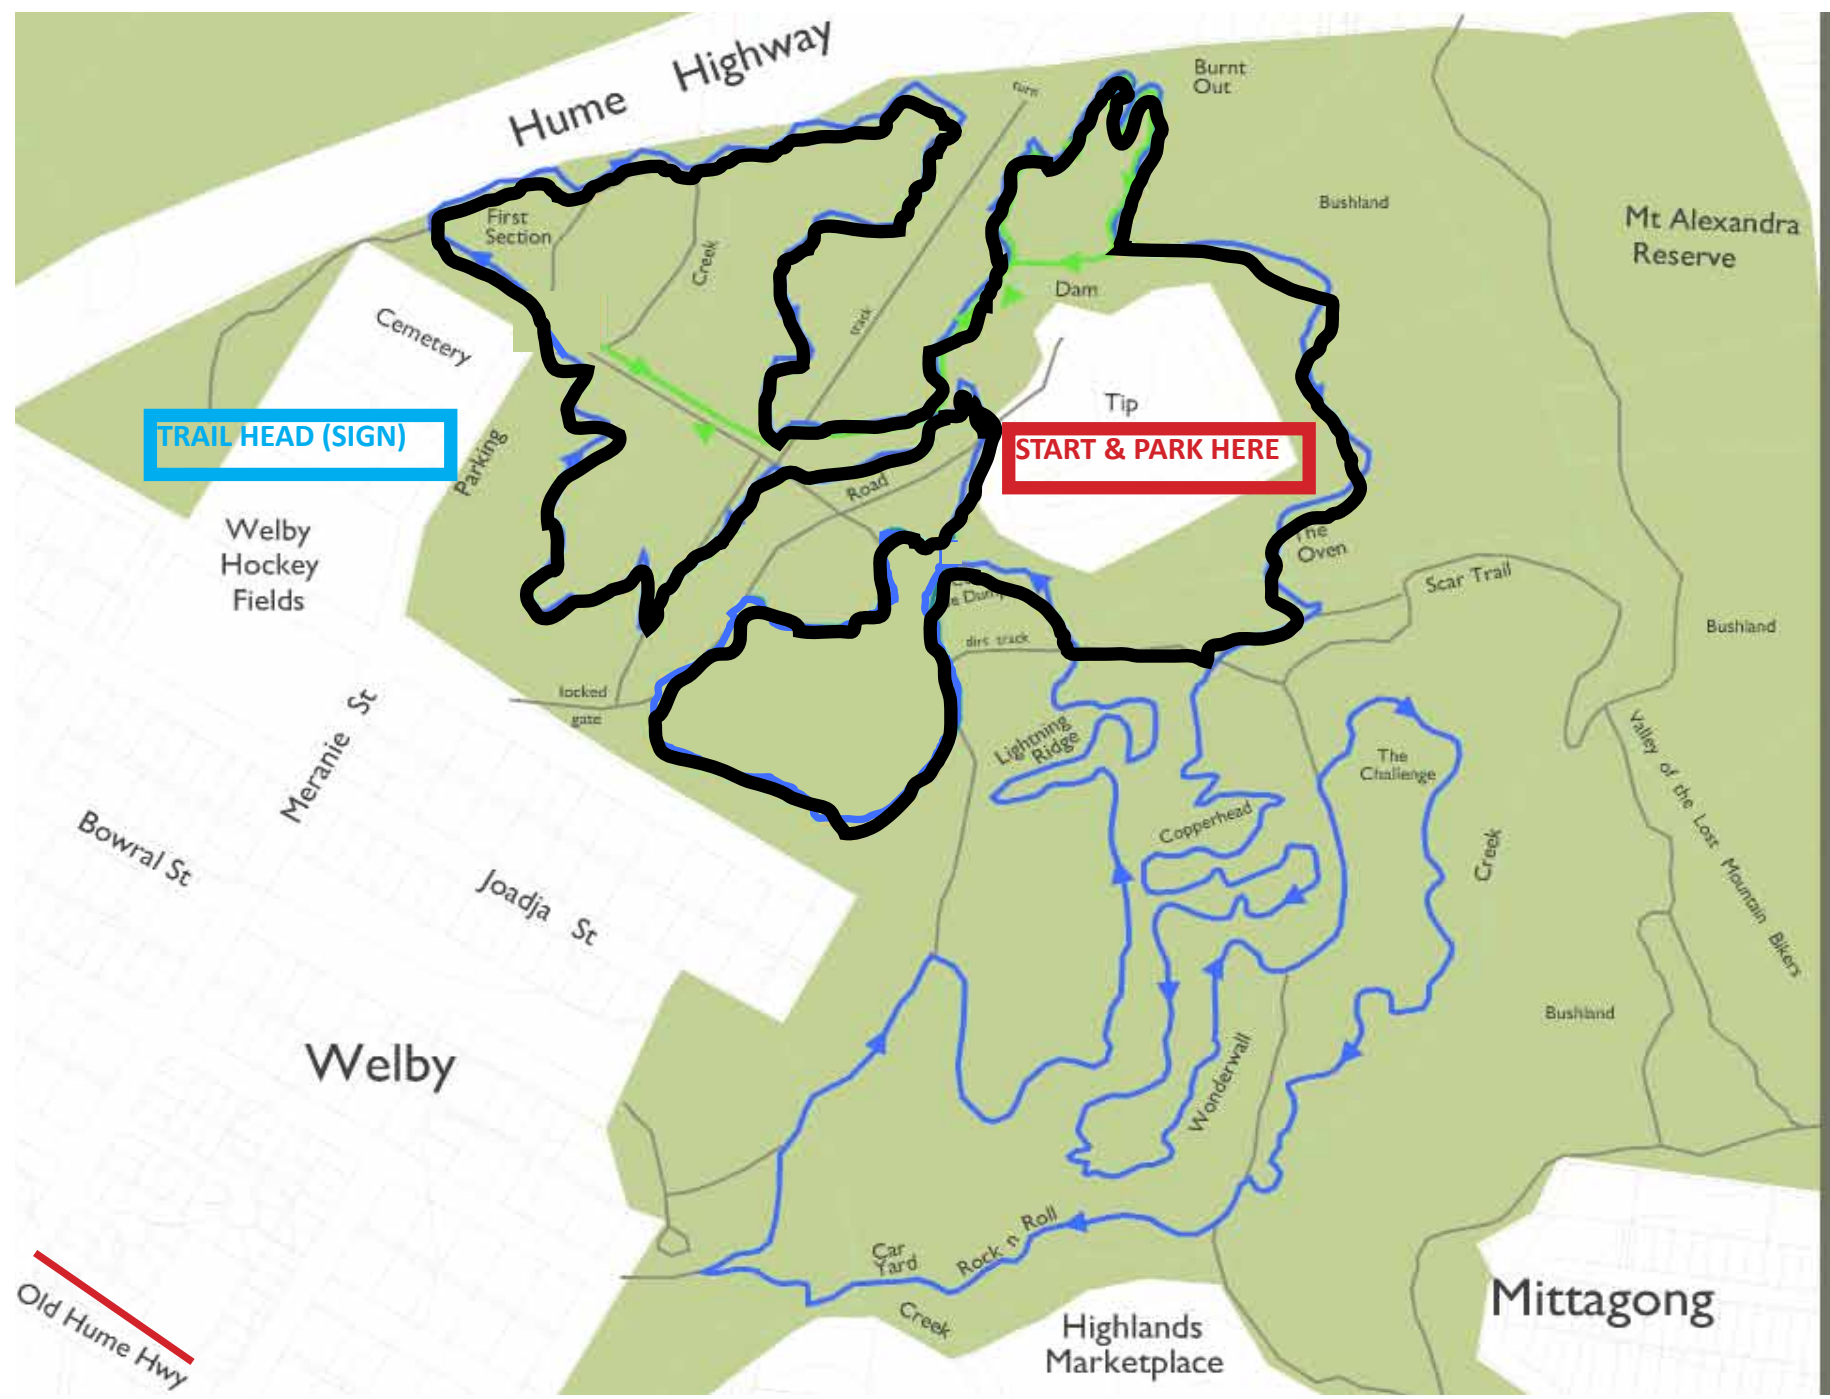 Hume Highway
Burnt
Out
turn
First
Section
Creek
Bushland
Mt Alexandra
Reserve
Cemetery
track
Dam
Tip
TRAIL HEAD (SIGN)
START & PARK HERE
Parking
Road
Welby
Hockey
Fields
The
Oven
Scar Trail
Bushland
e Dump
dirt track
locked
gate
Meranie St
Lightning
Ridge
The
Challenge
Valley of the Lost Mountain Bikers
Bowral St
Joadja St
Copperhead
Creek
Bushland
Welby
Wonderwall
Rock n Roll
Car
Yard
Creek
Old Hume Hwy
Highlands
Marketplace
Mittagong